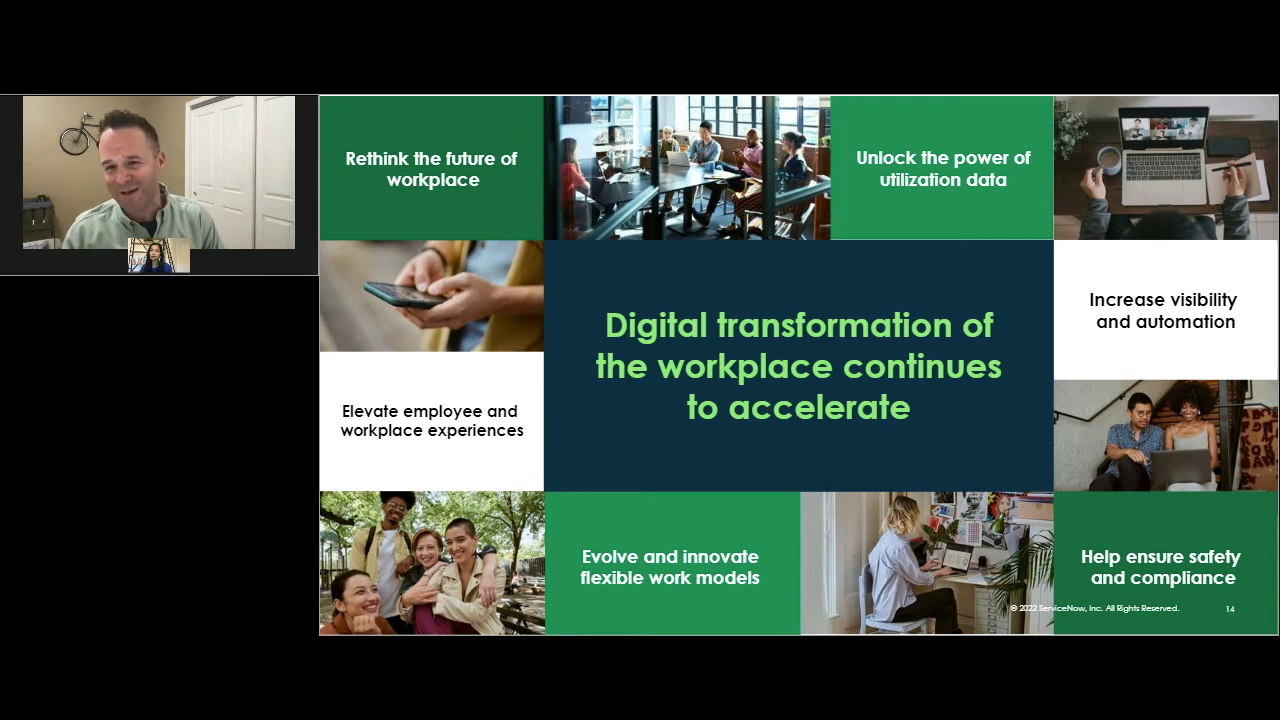 Rethink the future of
workplace
Unlock the power of
utilization data
Increase visibility
and automation
Digital transformation of
the workplace continues
to accelerate
Elevate employee and
workplace experiences
Evolve and innovate
flexible work models
Help ensure safety
and compliance
© 2022 ServiceNow, Inc. All Rights Reserved.
14